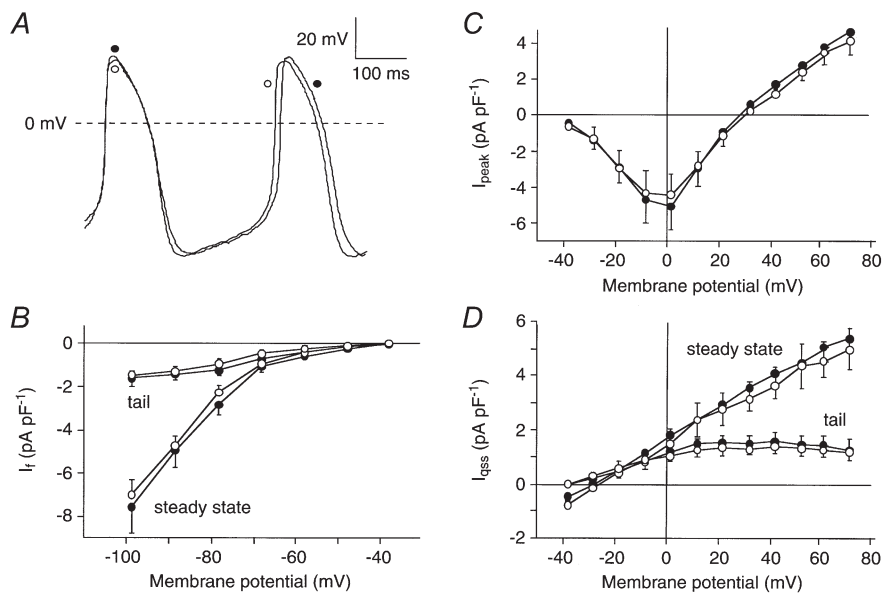 A
20 mV
100 ms
0 mV
B
0
-2
-4
-6
-8
I_f (pA pF⁻¹)
tail
steady state
-100 -80 -60 -40
Membrane potential (mV)
C
4
2
0
-2
-4
-6
I_peak (pA pF⁻¹)
-40 -20 0 20 40 60 80
Membrane potential (mV)
D
6
4
2
0
-2
I_qss (pA pF⁻¹)
steady state
tail
-40 -20 0 20 40 60 80
Membrane potential (mV)